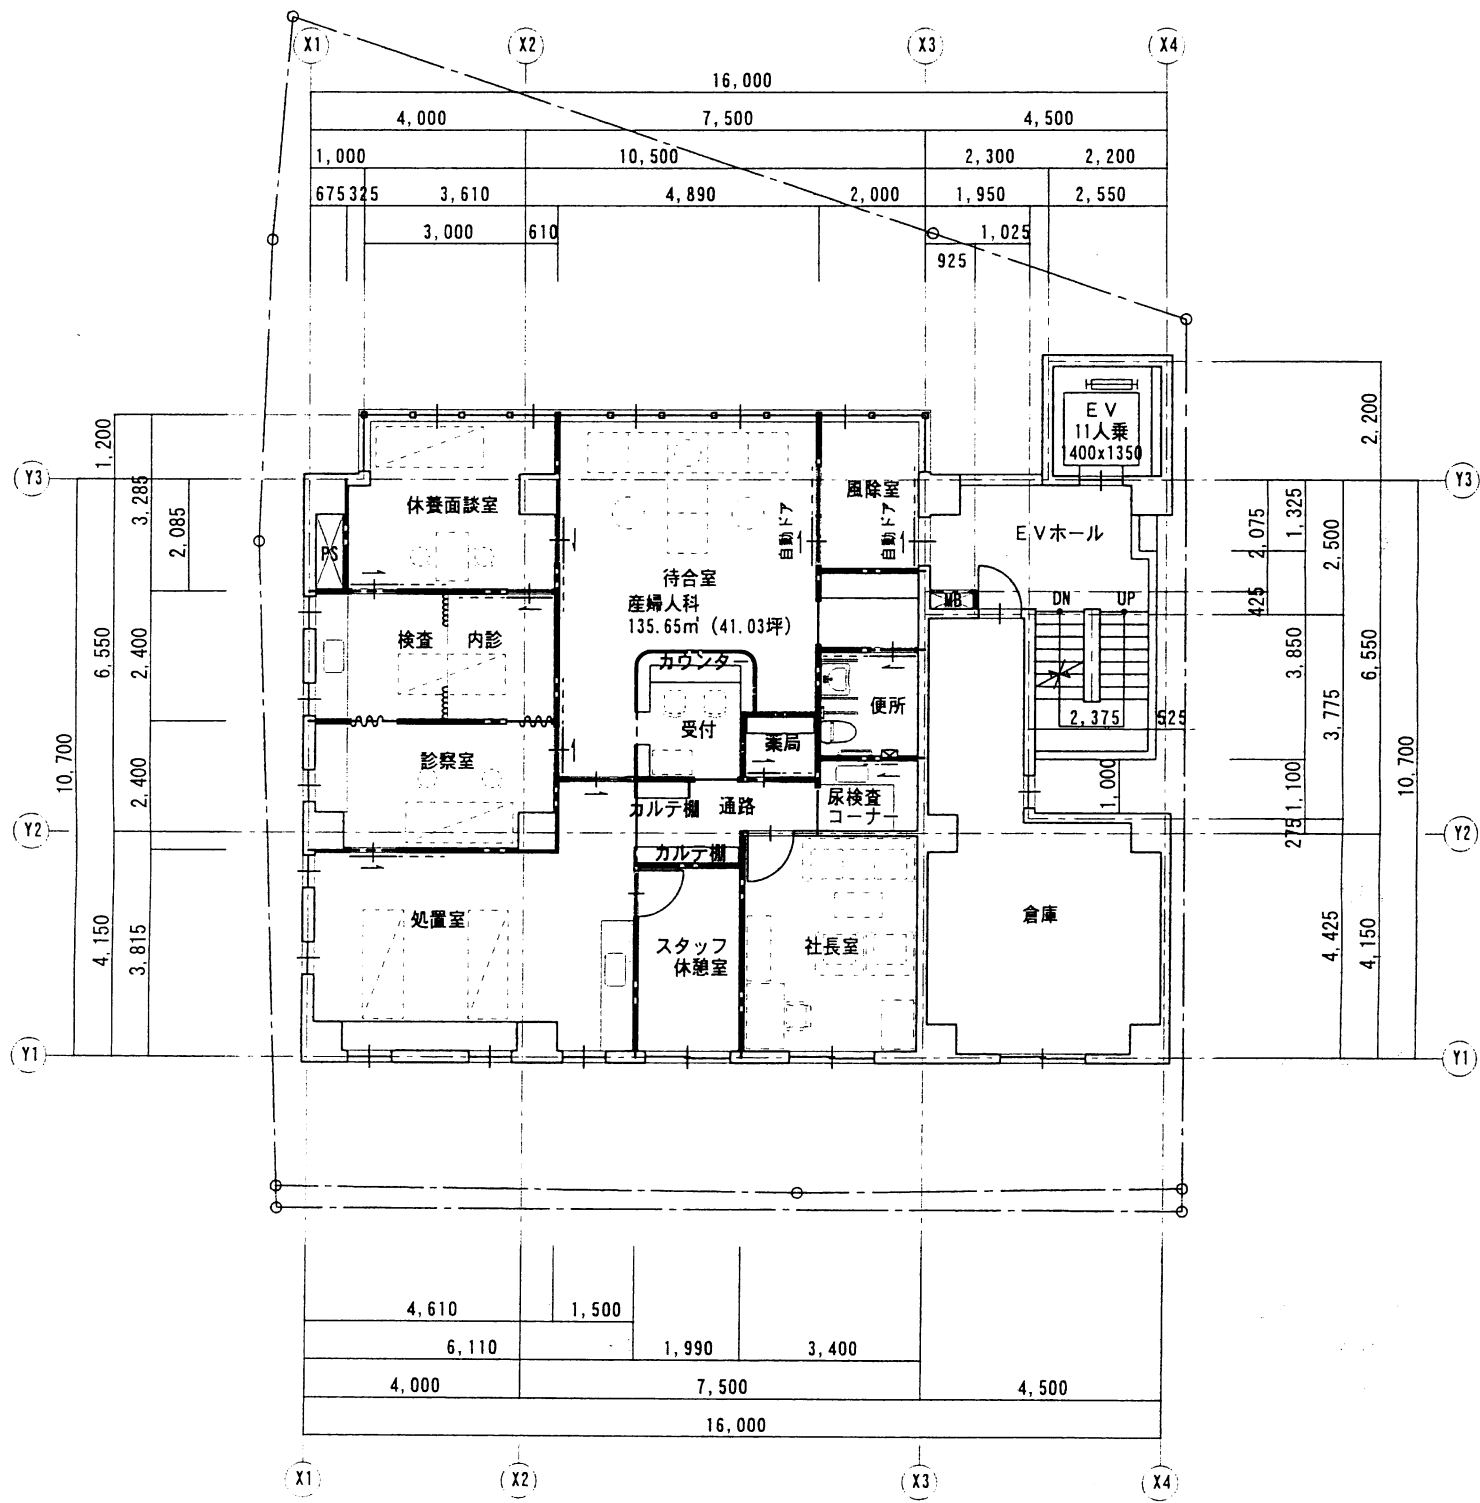 X1
X2
X3
X4
16,000
4,000
7,500
4,500
1,000
10,500
2,300
2,200
675
325
3,610
4,890
2,000
1,950
2,550
3,000
610
1,025
925
EV
11人乗
1400x1350
Y3
Y3
1,200
3,285
2,085
6,550
2,400
10,700
2,400
Y2
4,150
3,815
Y1
2,200
1,325
2,075
2,500
425
3,850
6,550
3,775
10,700
1,100
275
Y2
4,425
4,150
Y1
休養面談室
PS
風除室
自動ドア
自動ドア
EVホール
待合室
産婦人科
135.65㎡ (41.03坪)
MB
DN
UP
検査
内診
カウンター
便所
受付
薬局
2,375
525
診察室
1,000
カルテ棚
通路
尿検査
コーナー
カルテ棚
処置室
スタッフ
休憩室
社長室
倉庫
4,610
1,500
6,110
1,990
3,400
4,000
7,500
4,500
16,000
X1
X2
X3
X4